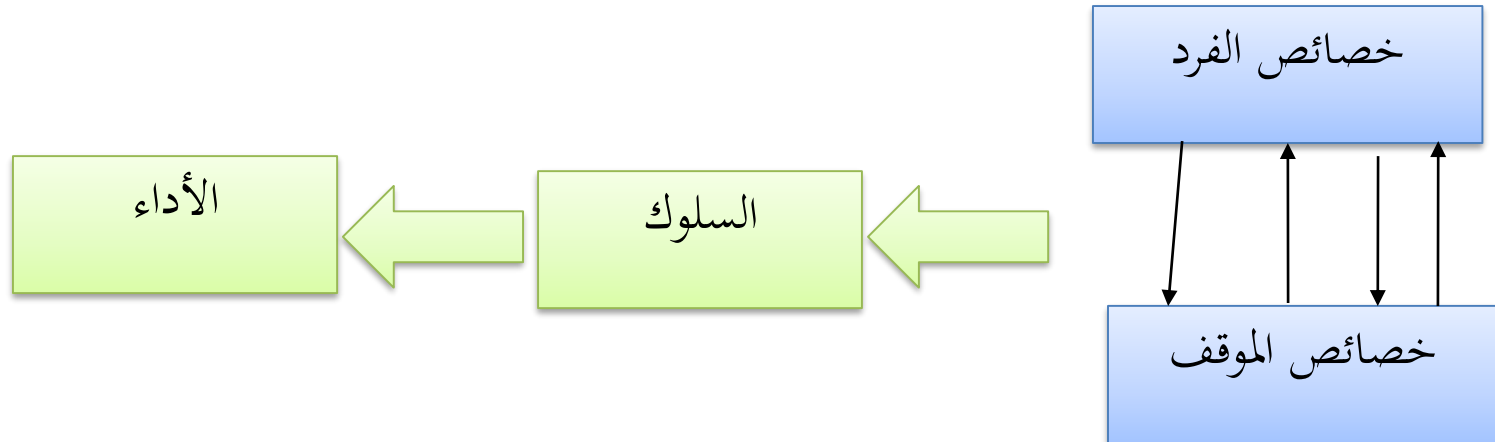 خصائص الفرد
الأداء
السلوك
خصائص الموقف